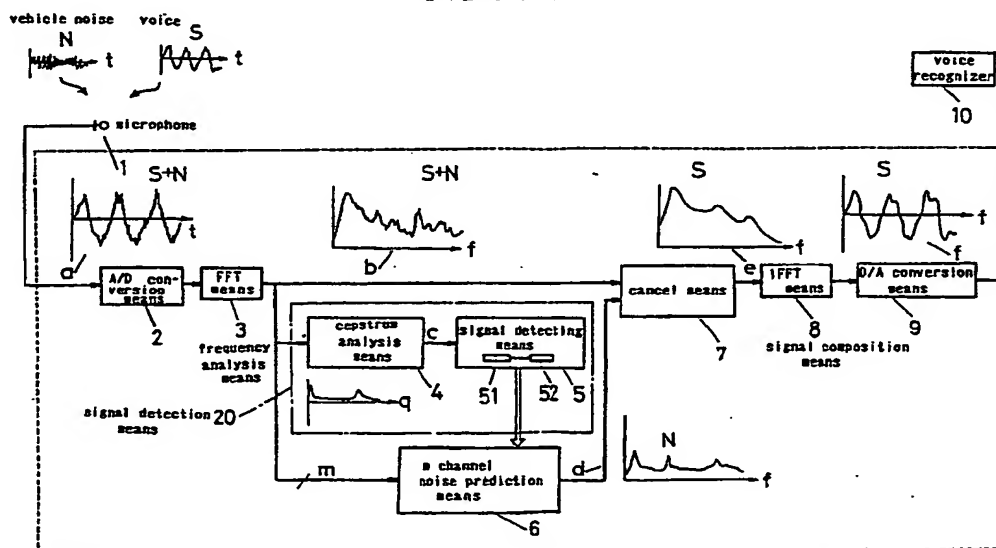 vehicle noise
voice
N
S
t
t
voice
recognizer
10
microphone
1
S+N
S+N
S
S
t
f
f
f
f
a
b
e
A/D con-
version
means
FFT
means
cancel means
IFFT
means
D/A conversion
means
2
3
7
8
9
frequency
analysis
means
signal composition
means
cepstrum
analysis
means
c
signal detecting
means
4
51
52
5
q
signal detection
means
20
m
m channel
noise prediction
means
d
6
N
f